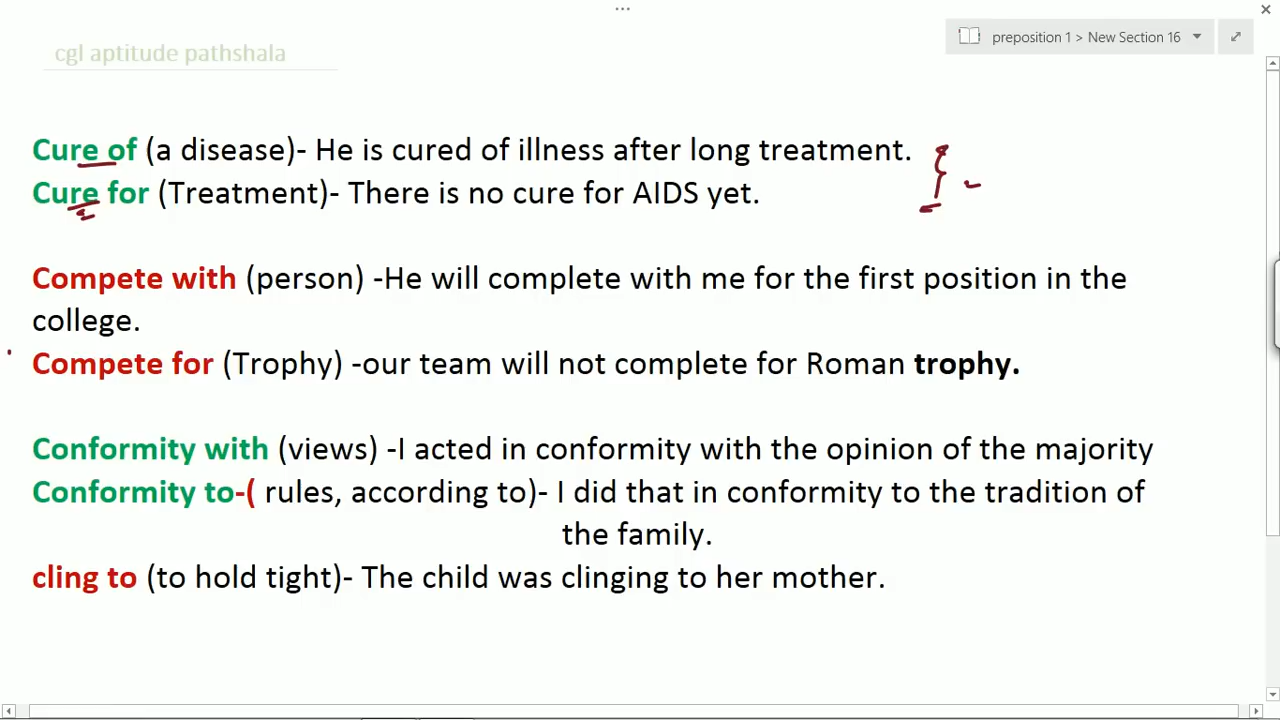 ...
cgl aptitude pathshala
preposition 1 > New Section 16
Cure of (a disease)- He is cured of illness after long treatment.
Cure for (Treatment)- There is no cure for AIDS yet.
Compete with (person) -He will complete with me for the first position in the
college.
Compete for (Trophy) -our team will not complete for Roman trophy.
Conformity with (views) -I acted in conformity with the opinion of the majority
Conformity to-( rules, according to)- I did that in conformity to the tradition of
the family.
cling to (to hold tight)- The child was clinging to her mother.